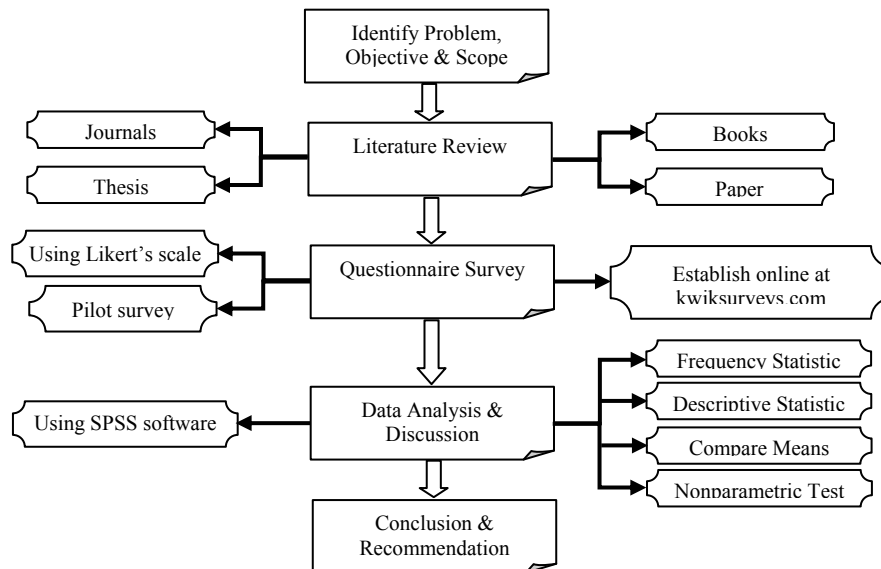 Identify Problem,
Objective & Scope
Journals
Literature Review
Books
Thesis
Paper
Using Likert's scale
Questionnaire Survey
Establish online at
kwiksurveys.com
Pilot survey
Frequency Statistic
Using SPSS software
Data Analysis &
Discussion
Descriptive Statistic
Compare Means
Nonparametric Test
Conclusion &
Recommendation